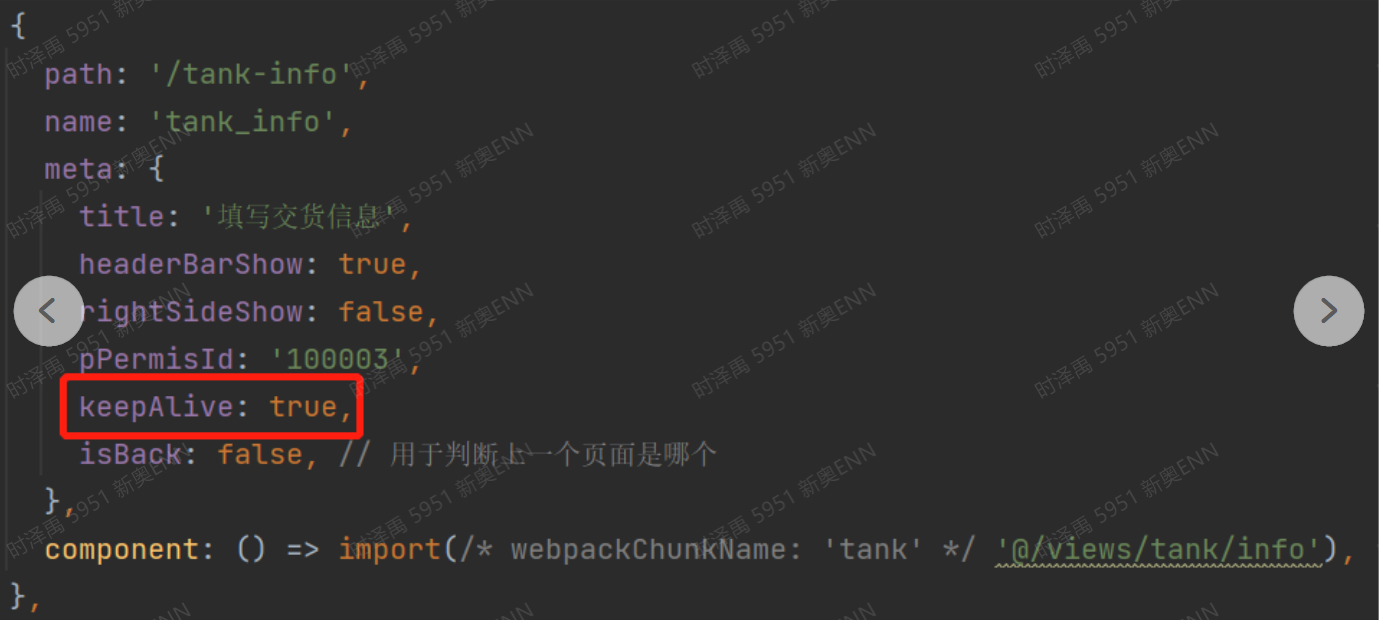 {
path: '/tank-info',
name: 'tank_info',
meta: {
title: '填写交货信息',
headerBarShow: true,
rightSideShow: false,
pPermisId: '100003',
keepAlive: true,
isBack: false, // 用于判断上一个页面是哪个
},
component: () => import(/* webpackChunkName: 'tank' */ '@/views/tank/info'),
},
时泽禹 5951 新奥ENN